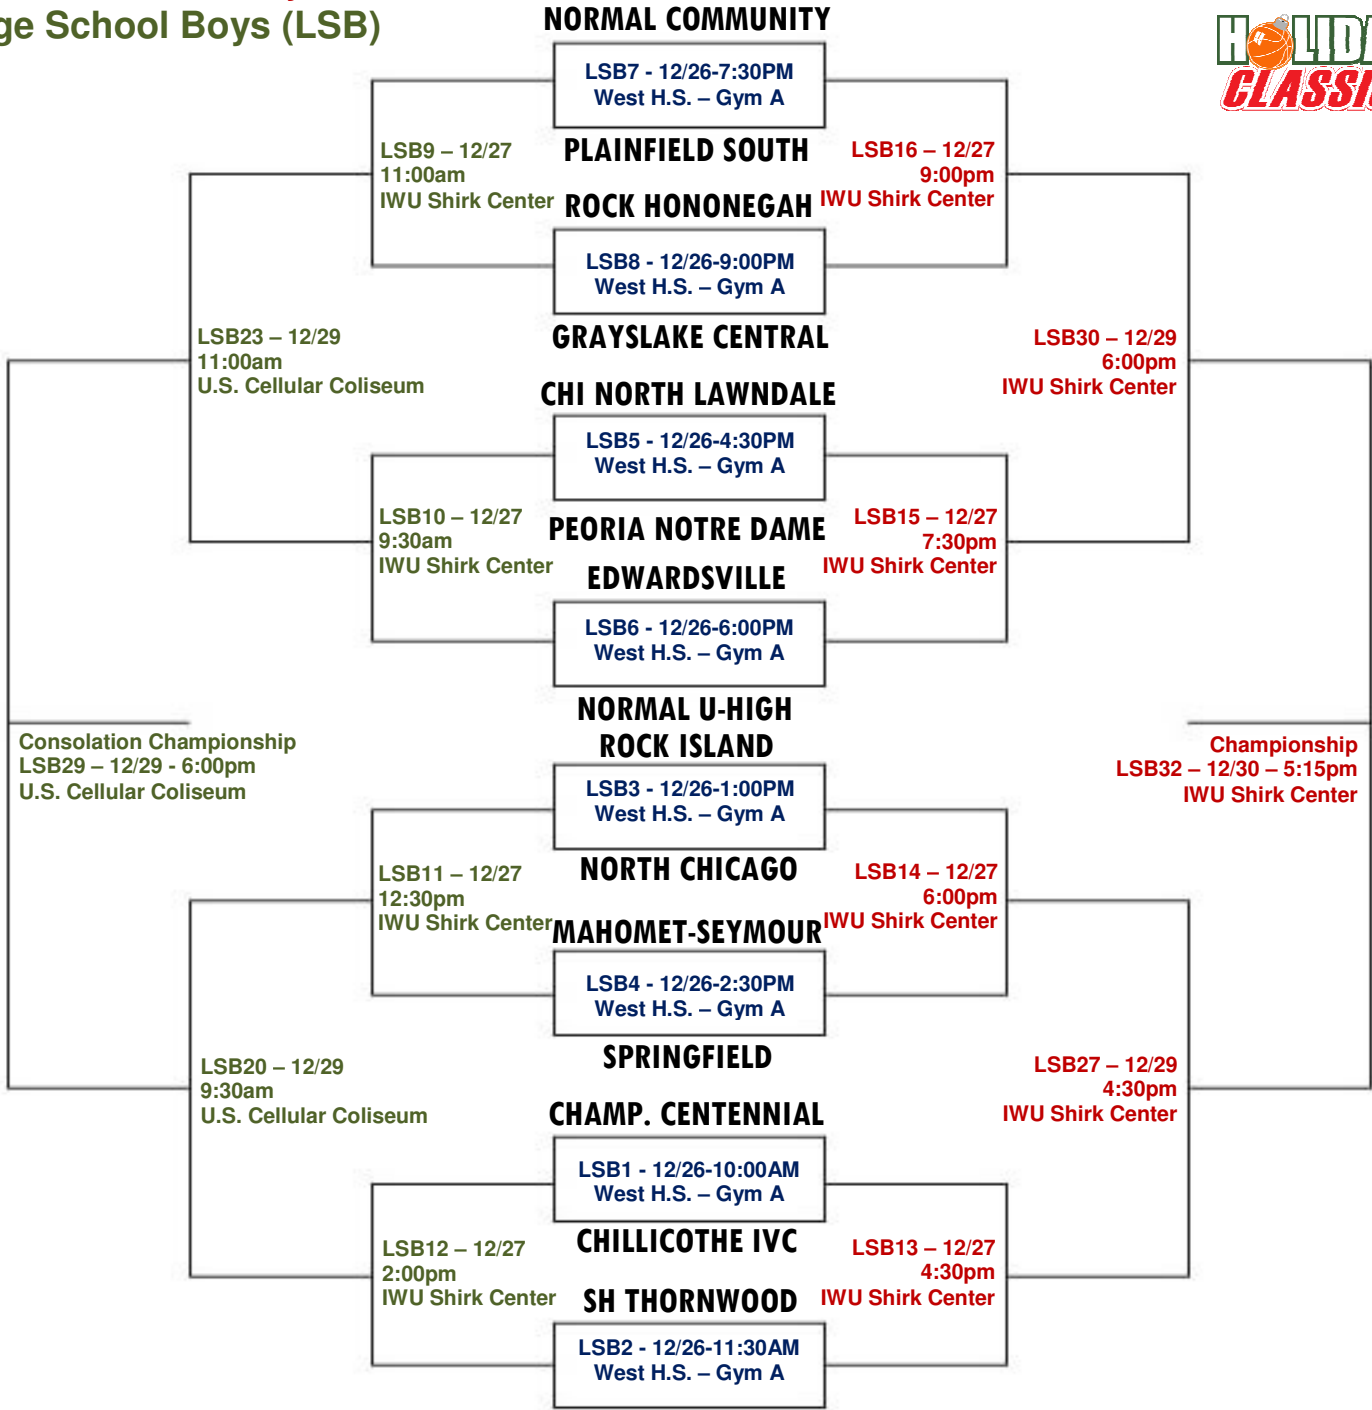 ge School Boys (LSB)
HOLID
CLASSIC
NORMAL COMMUNITY
LSB7 - 12/26-7:30PM
West H.S. – Gym A
LSB9 – 12/27
11:00am
IWU Shirk Center
PLAINFIELD SOUTH
LSB16 – 12/27
9:00pm
IWU Shirk Center
ROCK HONONEGAH
LSB8 - 12/26-9:00PM
West H.S. – Gym A
LSB23 – 12/29
11:00am
U.S. Cellular Coliseum
GRAYSLAKE CENTRAL
LSB30 – 12/29
6:00pm
IWU Shirk Center
CHI NORTH LAWNDALE
LSB5 - 12/26-4:30PM
West H.S. – Gym A
LSB10 – 12/27
9:30am
IWU Shirk Center
PEORIA NOTRE DAME
LSB15 – 12/27
7:30pm
IWU Shirk Center
EDWARDSVILLE
LSB6 - 12/26-6:00PM
West H.S. – Gym A
NORMAL U-HIGH
Consolation Championship
LSB29 – 12/29 - 6:00pm
U.S. Cellular Coliseum
ROCK ISLAND
LSB3 - 12/26-1:00PM
West H.S. – Gym A
Championship
LSB32 – 12/30 – 5:15pm
IWU Shirk Center
LSB11 – 12/27
12:30pm
IWU Shirk Center
NORTH CHICAGO
LSB14 – 12/27
6:00pm
IWU Shirk Center
MAHOMET-SEYMOUR
LSB4 - 12/26-2:30PM
West H.S. – Gym A
LSB20 – 12/29
9:30am
U.S. Cellular Coliseum
SPRINGFIELD
LSB27 – 12/29
4:30pm
IWU Shirk Center
CHAMP. CENTENNIAL
LSB1 - 12/26-10:00AM
West H.S. – Gym A
LSB12 – 12/27
2:00pm
IWU Shirk Center
CHILLICOTHE IVC
LSB13 – 12/27
4:30pm
IWU Shirk Center
SH THORNWOOD
LSB2 - 12/26-11:30AM
West H.S. – Gym A